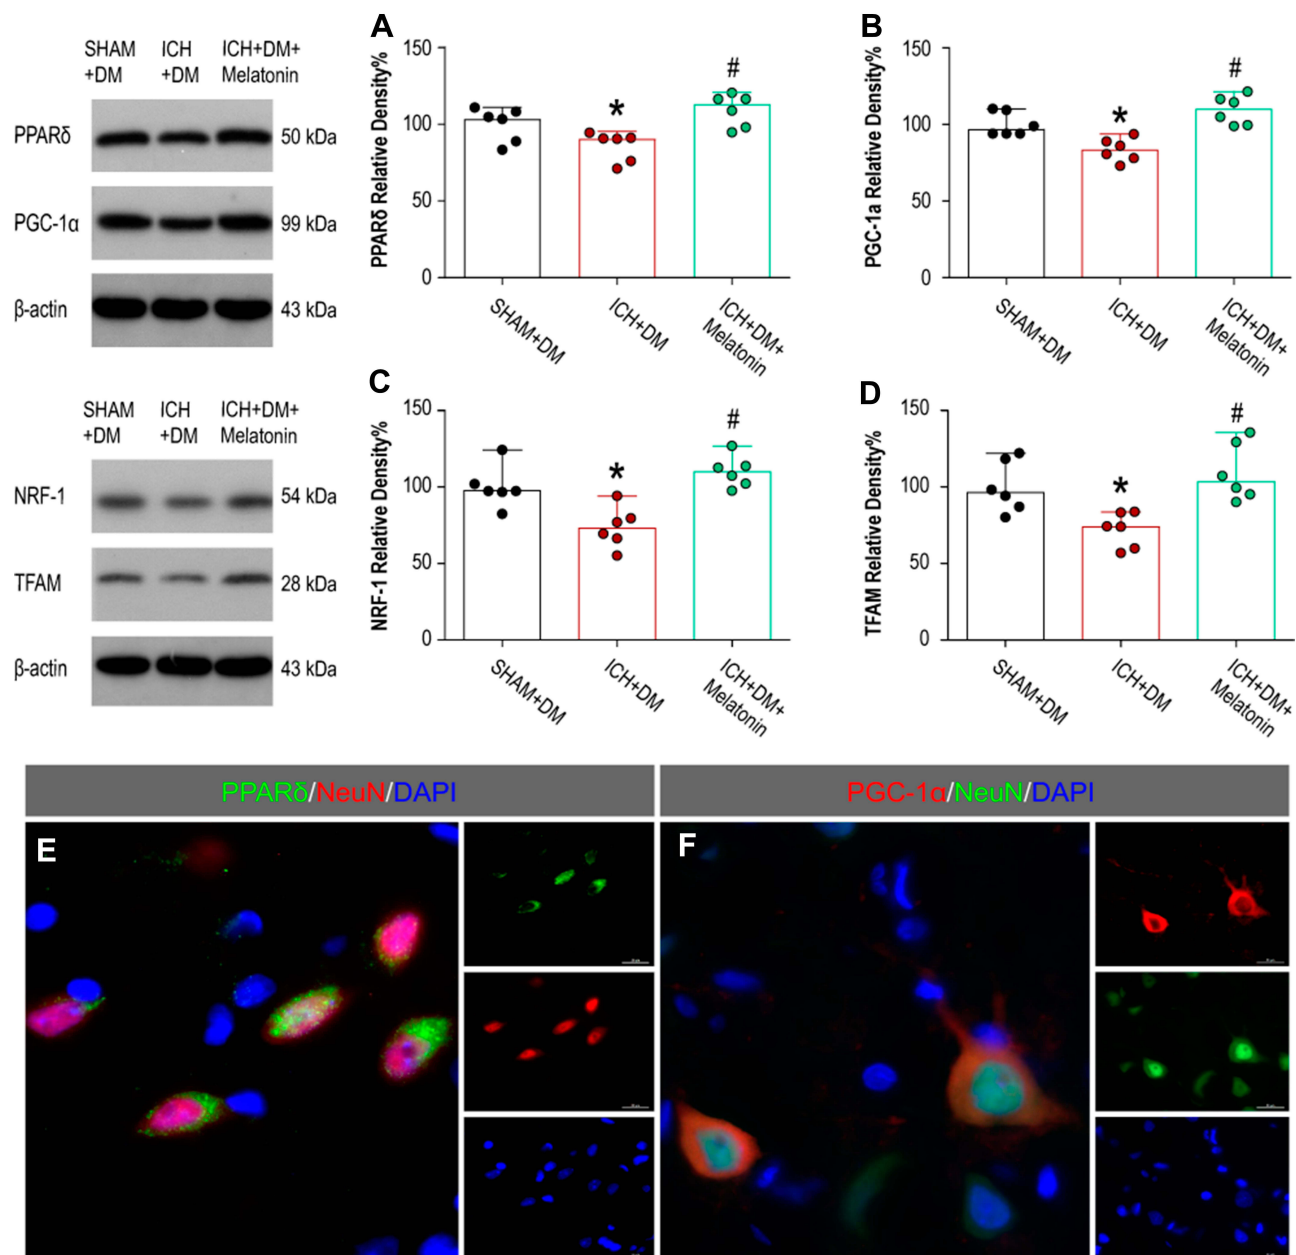 SHAM
+DM
ICH
+DM
ICH+DM+
Melatonin
PPARδ
50 kDa
PGC-1α
99 kDa
β-actin
43 kDa
A
PPARδ Relative Density%
150
100
50
0
*
#
SHAM+DM
ICH+DM
ICH+DM+
Melatonin
B
PGC-1a Relative Density%
150
100
50
0
*
#
SHAM+DM
ICH+DM
ICH+DM+
Melatonin
SHAM
+DM
ICH
+DM
ICH+DM+
Melatonin
NRF-1
54 kDa
TFAM
28 kDa
β-actin
43 kDa
C
NRF-1 Relative Density%
150
100
50
0
*
#
SHAM+DM
ICH+DM
ICH+DM+
Melatonin
D
TFAM Relative Density%
150
100
50
0
*
#
SHAM+DM
ICH+DM
ICH+DM+
Melatonin
PPARδ/NeuN/DAPI
PGC-1α/NeuN/DAPI
E
F